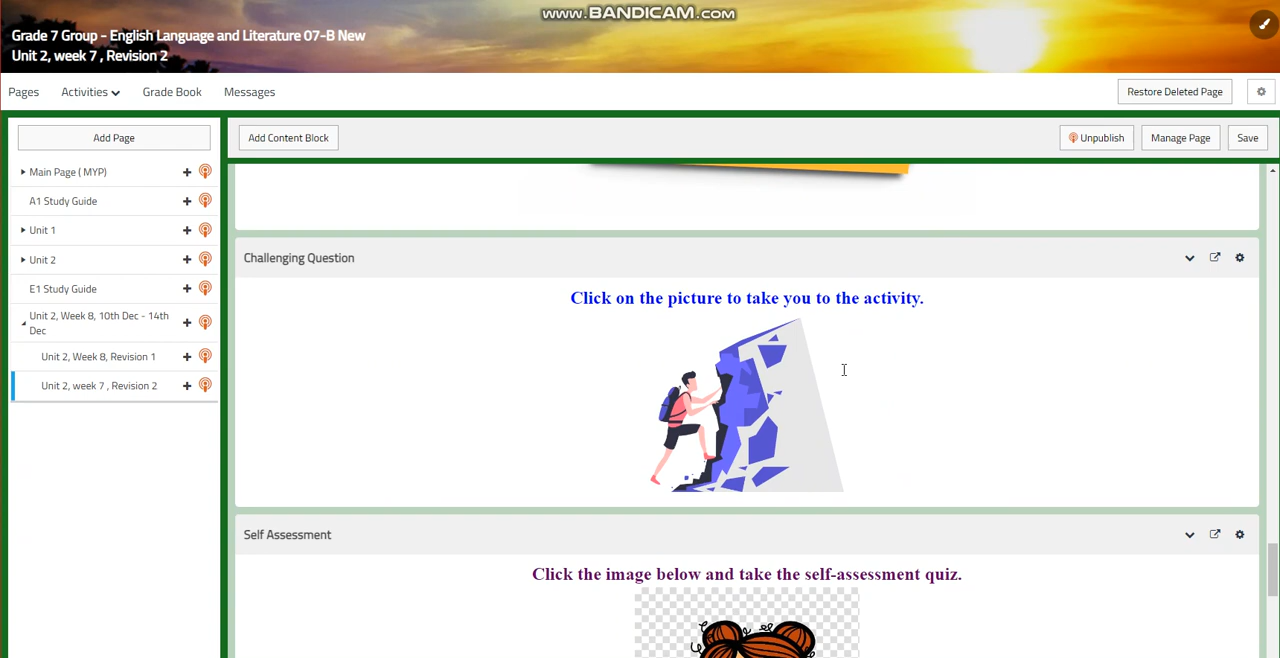 www.BANDICAM.com
Grade 7 Group - English Language and Literature 07-B New
Unit 2, week 7 , Revision 2
Pages
Activities
Grade Book
Messages
Restore Deleted Page
Add Page
Add Content Block
Unpublish
Manage Page
Save
Main Page ( MYP)
A1 Study Guide
Unit 1
Unit 2
E1 Study Guide
Unit 2, Week 8, 10th Dec - 14th
Dec
Unit 2, Week 8, Revision 1
Unit 2, week 7 , Revision 2
Challenging Question
Click on the picture to take you to the activity.
Self Assessment
Click the image below and take the self-assessment quiz.